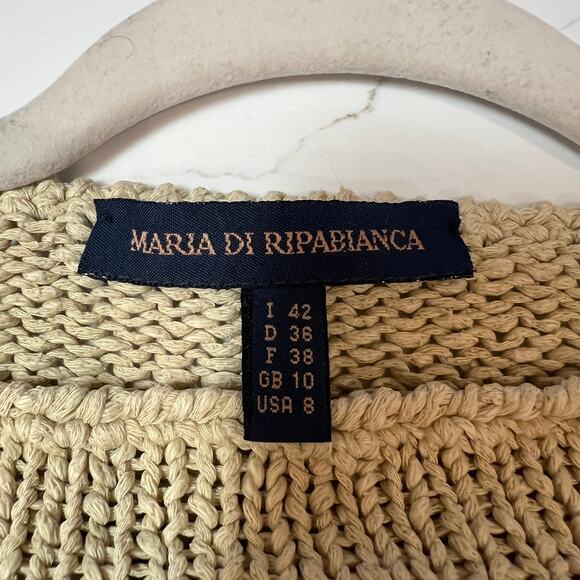 MARIA DI RIPABIANCA
I 42
D 36
F 38
GB 10
USA 8